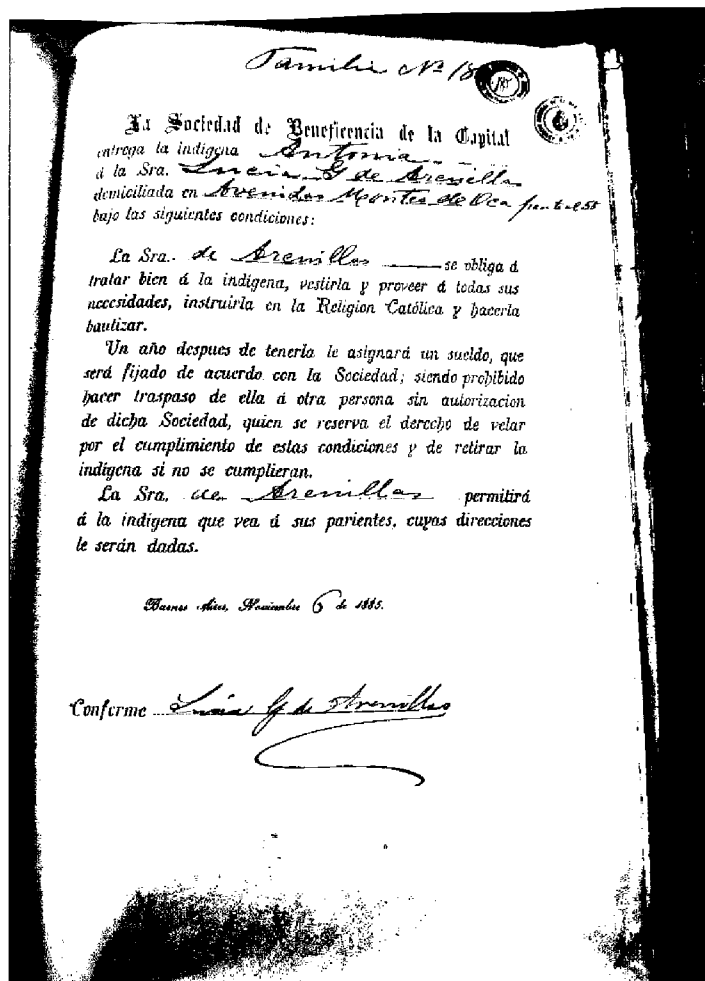 Familia Nº 18
187
La Sociedad de Beneficencia de la Capital
entrega la indígena Antonia
á la Sra. Lucia G de Arenillas
domiciliada en Avenida Montes de Oca frente al 55
bajo las siguientes condiciones:
La Sra. de Arenillas se obliga á
tratar bien á la indígena, vestirla y proveer á todas sus
necesidades, instruirla en la Religion Católica y hacerla
bautizar.
Un año despues de tenerla le asignará un sueldo, que
será fijado de acuerdo con la Sociedad; siendo prohibido
hacer traspaso de ella á otra persona sin autorizacion
de dicha Sociedad, quien se reserva el derecho de velar
por el cumplimiento de estas condiciones y de retirar la
indígena si no se cumplieran.
La Sra. de Arenillas permitirá
á la indígena que vea á sus parientes, cuyas direcciones
le serán dadas.
Buenos Aires, Noviembre 6 de 1885.
Conforme Lucia G de Arenillas